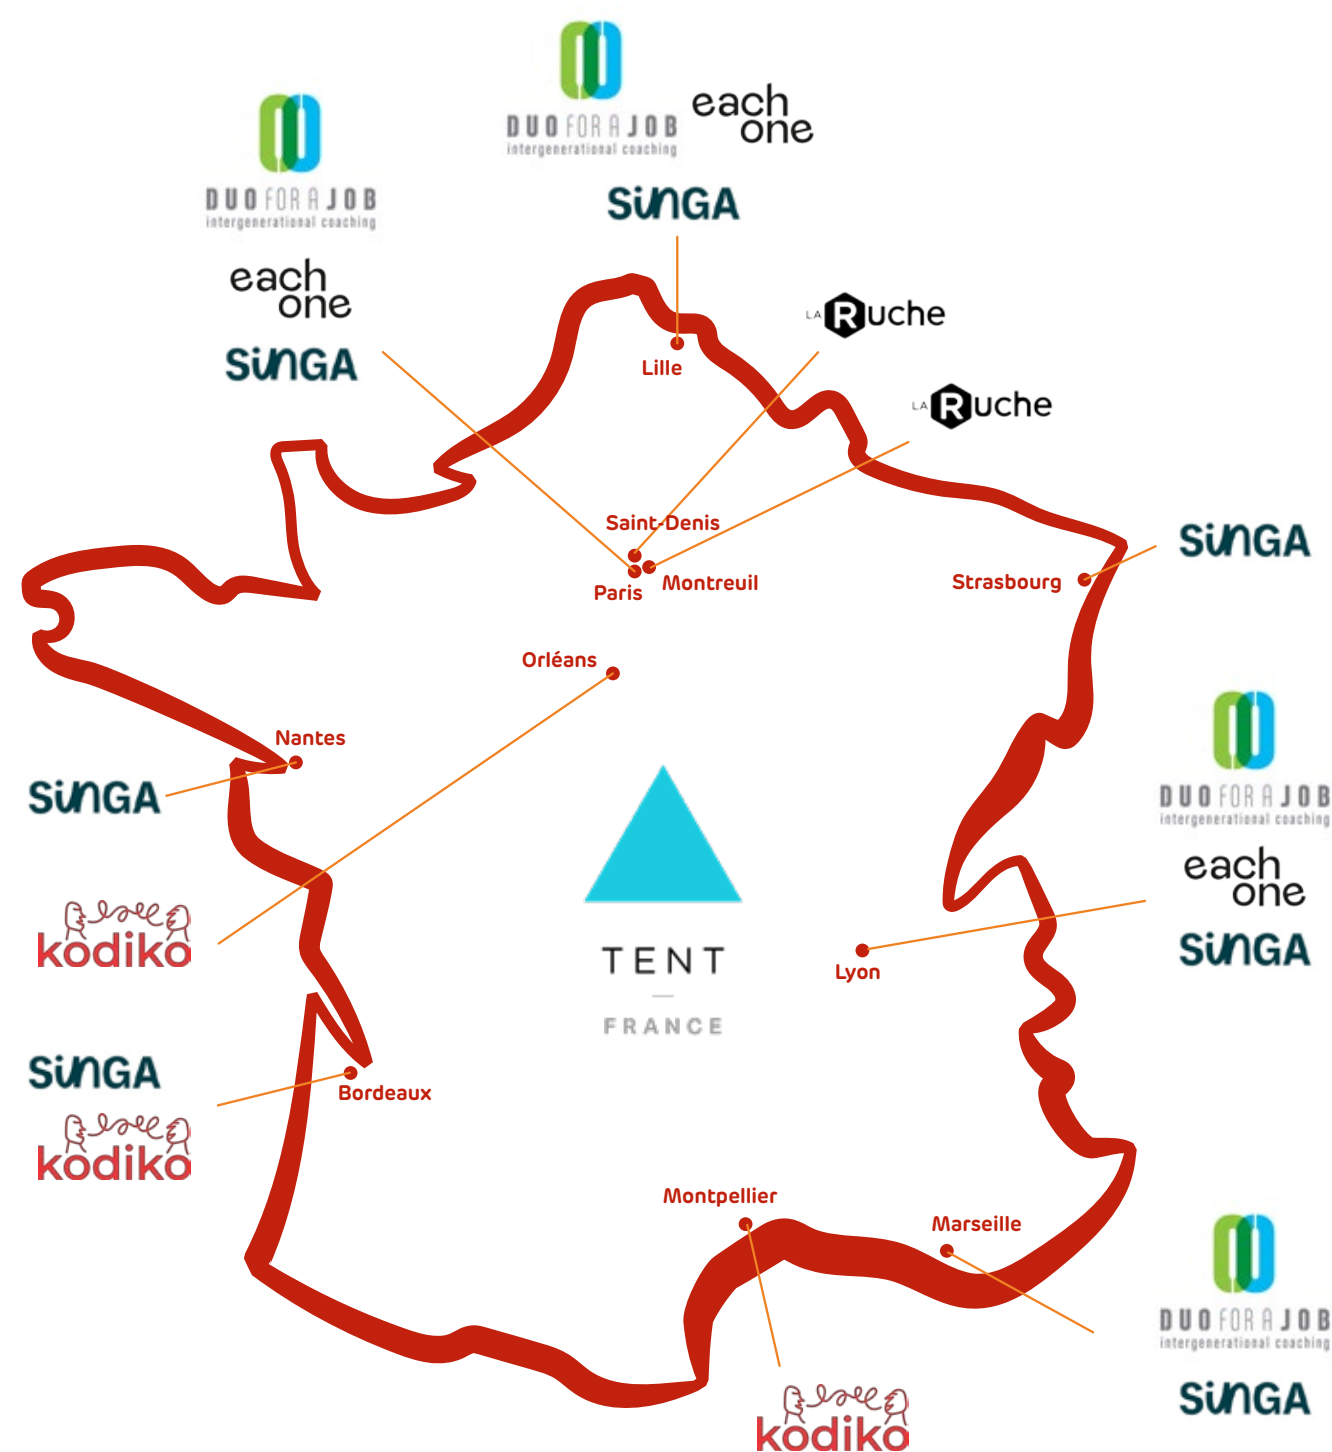 DUO FOR A JOB
intergenerational coaching
each
one
SiNGA
DUO FOR A JOB
intergenerational coaching
each
one
SiNGA
LA Ruche
LA Ruche
Lille
Saint-Denis
Paris
Montreuil
Strasbourg
SiNGA
Orléans
Nantes
SiNGA
DUO FOR A JOB
intergenerational coaching
each
one
SiNGA
kodiko
TENT
FRANCE
Lyon
SiNGA
kodiko
Bordeaux
Montpellier
Marseille
DUO FOR A JOB
intergenerational coaching
SiNGA
kodiko